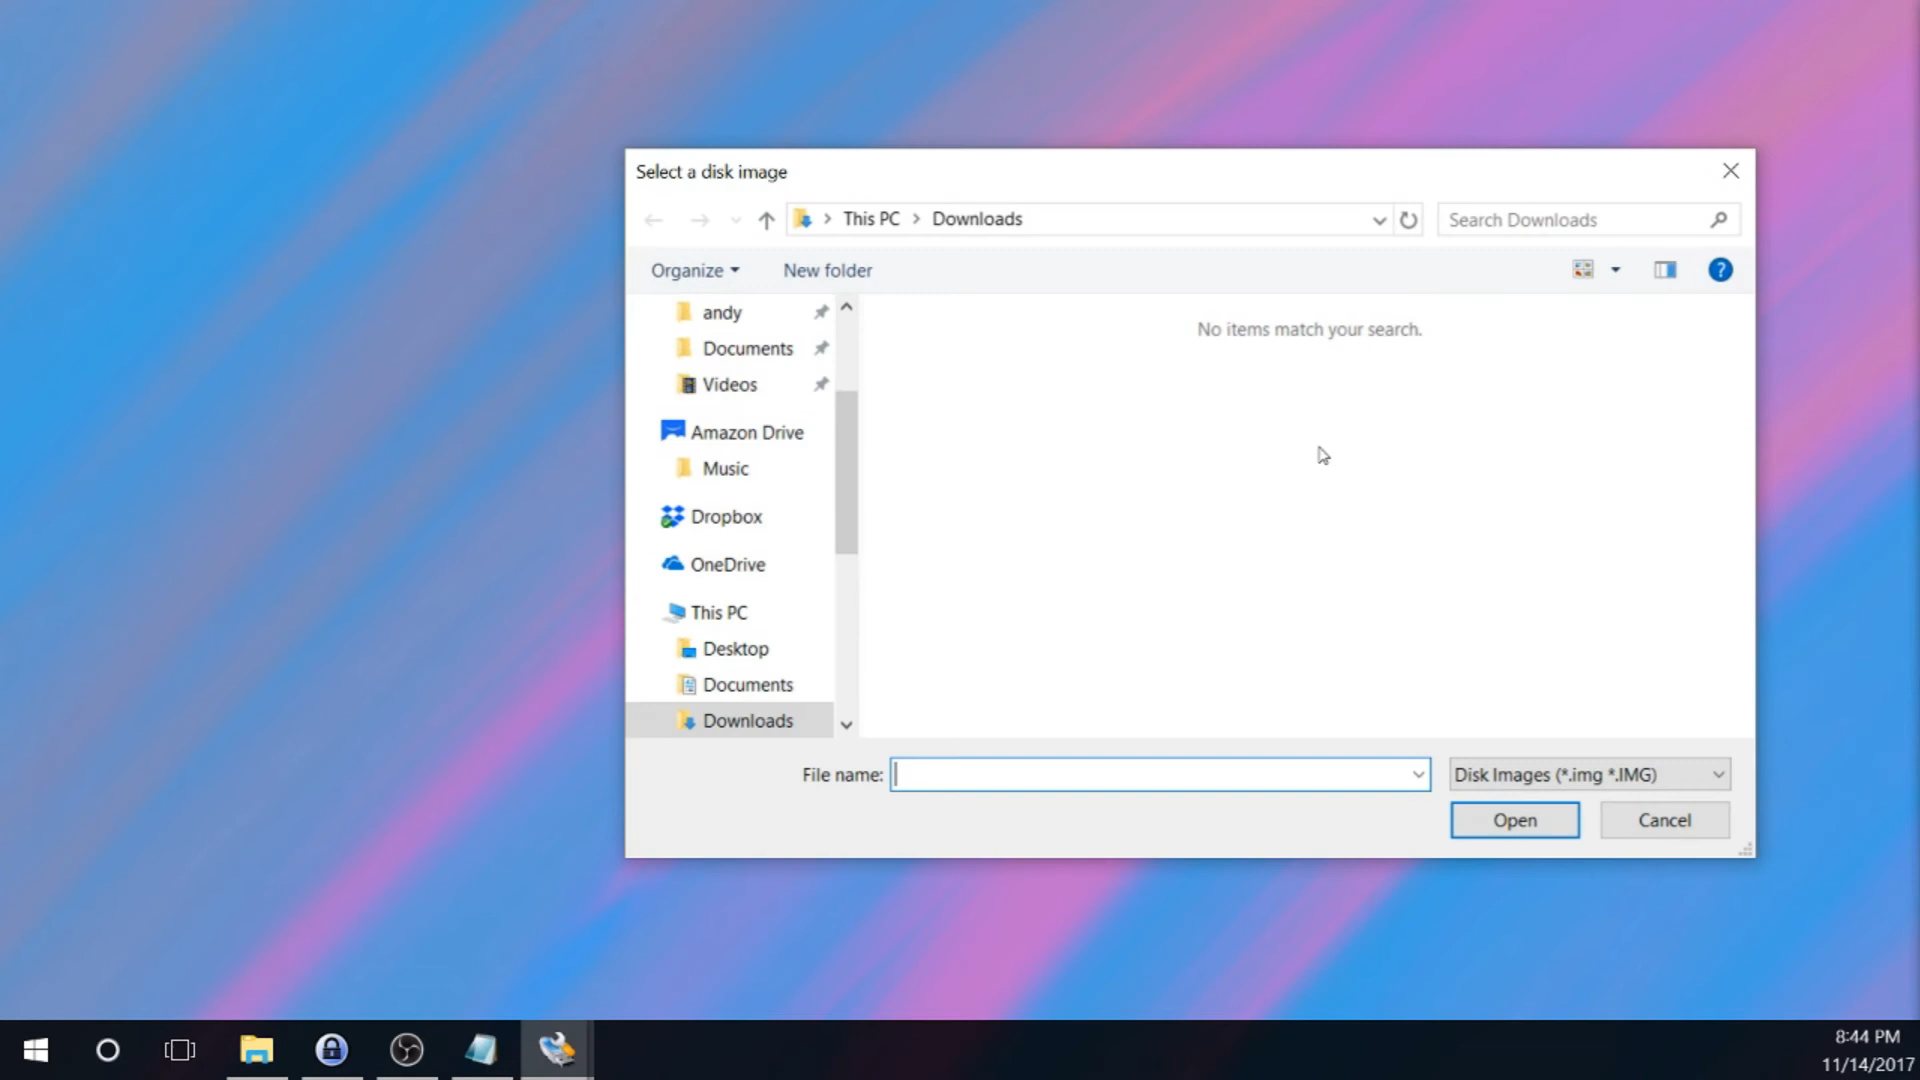 Select a disk image
This PC > Downloads
Search Downloads
Organize
New folder
?
andy
Documents
Videos
Amazon Drive
Music
Dropbox
OneDrive
This PC
Desktop
Documents
Downloads
No items match your search.
File name:
Disk Images (*.img *.IMG)
Open
Cancel
8:44 PM
11/14/2017